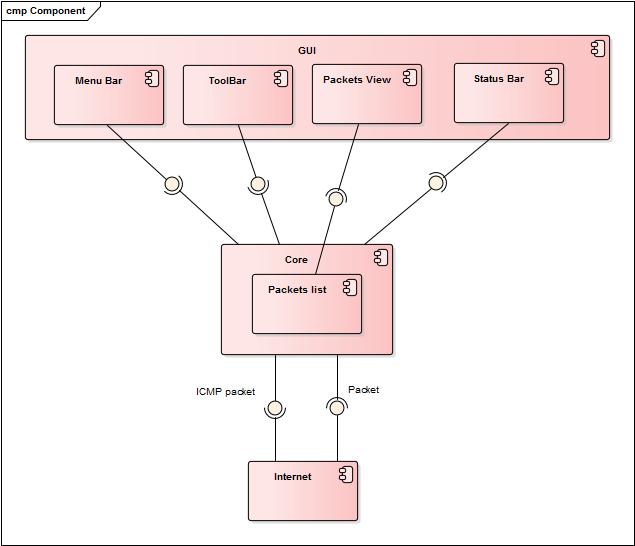 cmp Component
GUI
Menu Bar
ToolBar
Packets View
Status Bar
Core
Packets list
ICMP packet
Packet
Internet